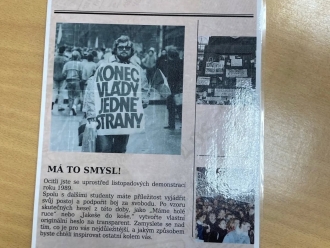 KONEC
VLÁDY
JEDNÉ
STRANY
MÁ TO SMYSL!
Ocitli jste se uprostřed listopadových demonstrací
roku 1989.
Spolu s dalšími studenty máte příležitost vyjádřit
svůj postoj a podpořit boj za svobodu. Po vzoru
skutečných hesel z této doby, jako "Máme holé
ruce" nebo "Jakeše do koše," vytvořte vlastní
originální heslo na transparent. Zamyslete se nad
tím, co je pro vás nejdůležitější, a jakým způsobem
byste chtěli inspirovat ostatní kolem vás.